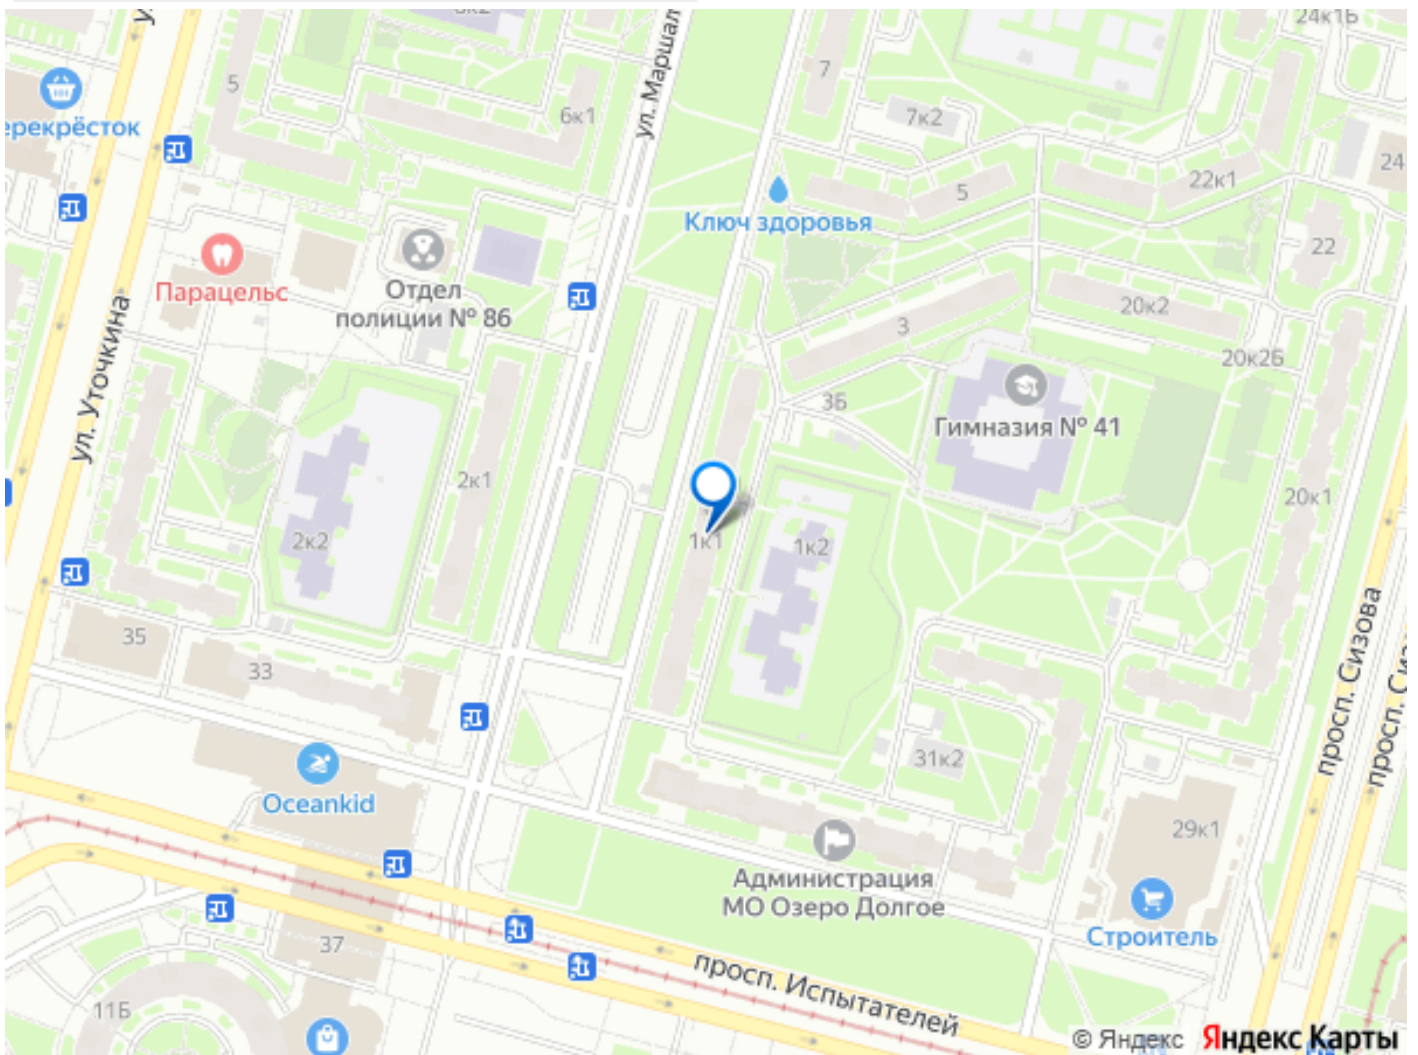 24к1Б
ул. Маршал
7
5
6к1
ерекрёсток
7к2
24
22к1
5
Ключ здоровья
22
Парацельс
Отдел
полиции № 86
20к2
3
20к2Б
ул. Уточкина
3Б
Гимназия № 41
2к1
20к1
2к2
1к1
1к2
35
33
просп. Сизова
31к2
Oceankid
29к1
Администрация
МО Озеро Долгое
Строитель
37
просп. Испытателей
11Б
© Яндекс Яндекс Карты